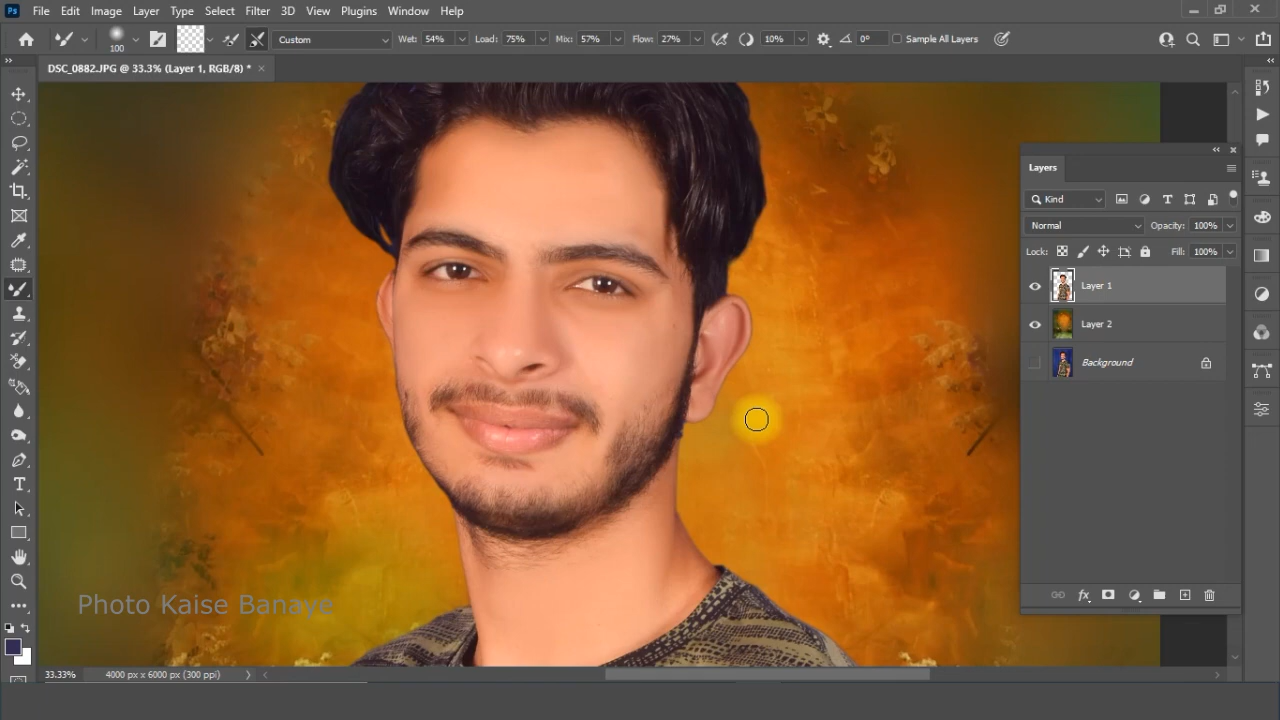 Ps File Edit Image Layer Type Select Filter 3D View Plugins Window Help
100 Custom Wet: 54% Load: 75% Mix: 57% Flow: 27% 10% 0° Sample All Layers
DSC_0882.JPG @ 33.3% (Layer 1, RGB/8) *
Layers
Kind
Normal Opacity: 100%
Lock: Fill: 100%
Layer 1
Layer 2
Background
fx
Photo Kaise Banaye
33.33% 4000 px x 6000 px (300 ppi)